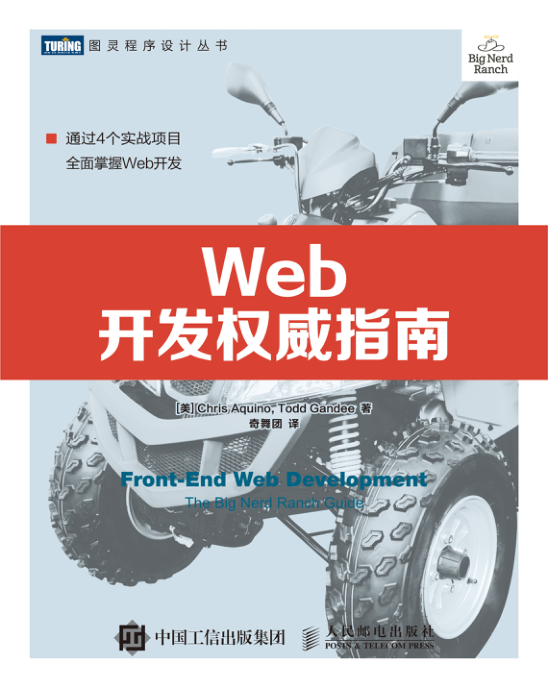 TURING 图灵程序设计丛书
Big Nerd
Ranch
通过4个实战项目
全面掌握Web开发
Web
开发权威指南
[美] Chris Aquino, Todd Gandee 著
奇舞团 译
Front-End Web Development
The Big Nerd Ranch Guide
中国工信出版集团 人民邮电出版社
POSTS & TELECOM PRESS